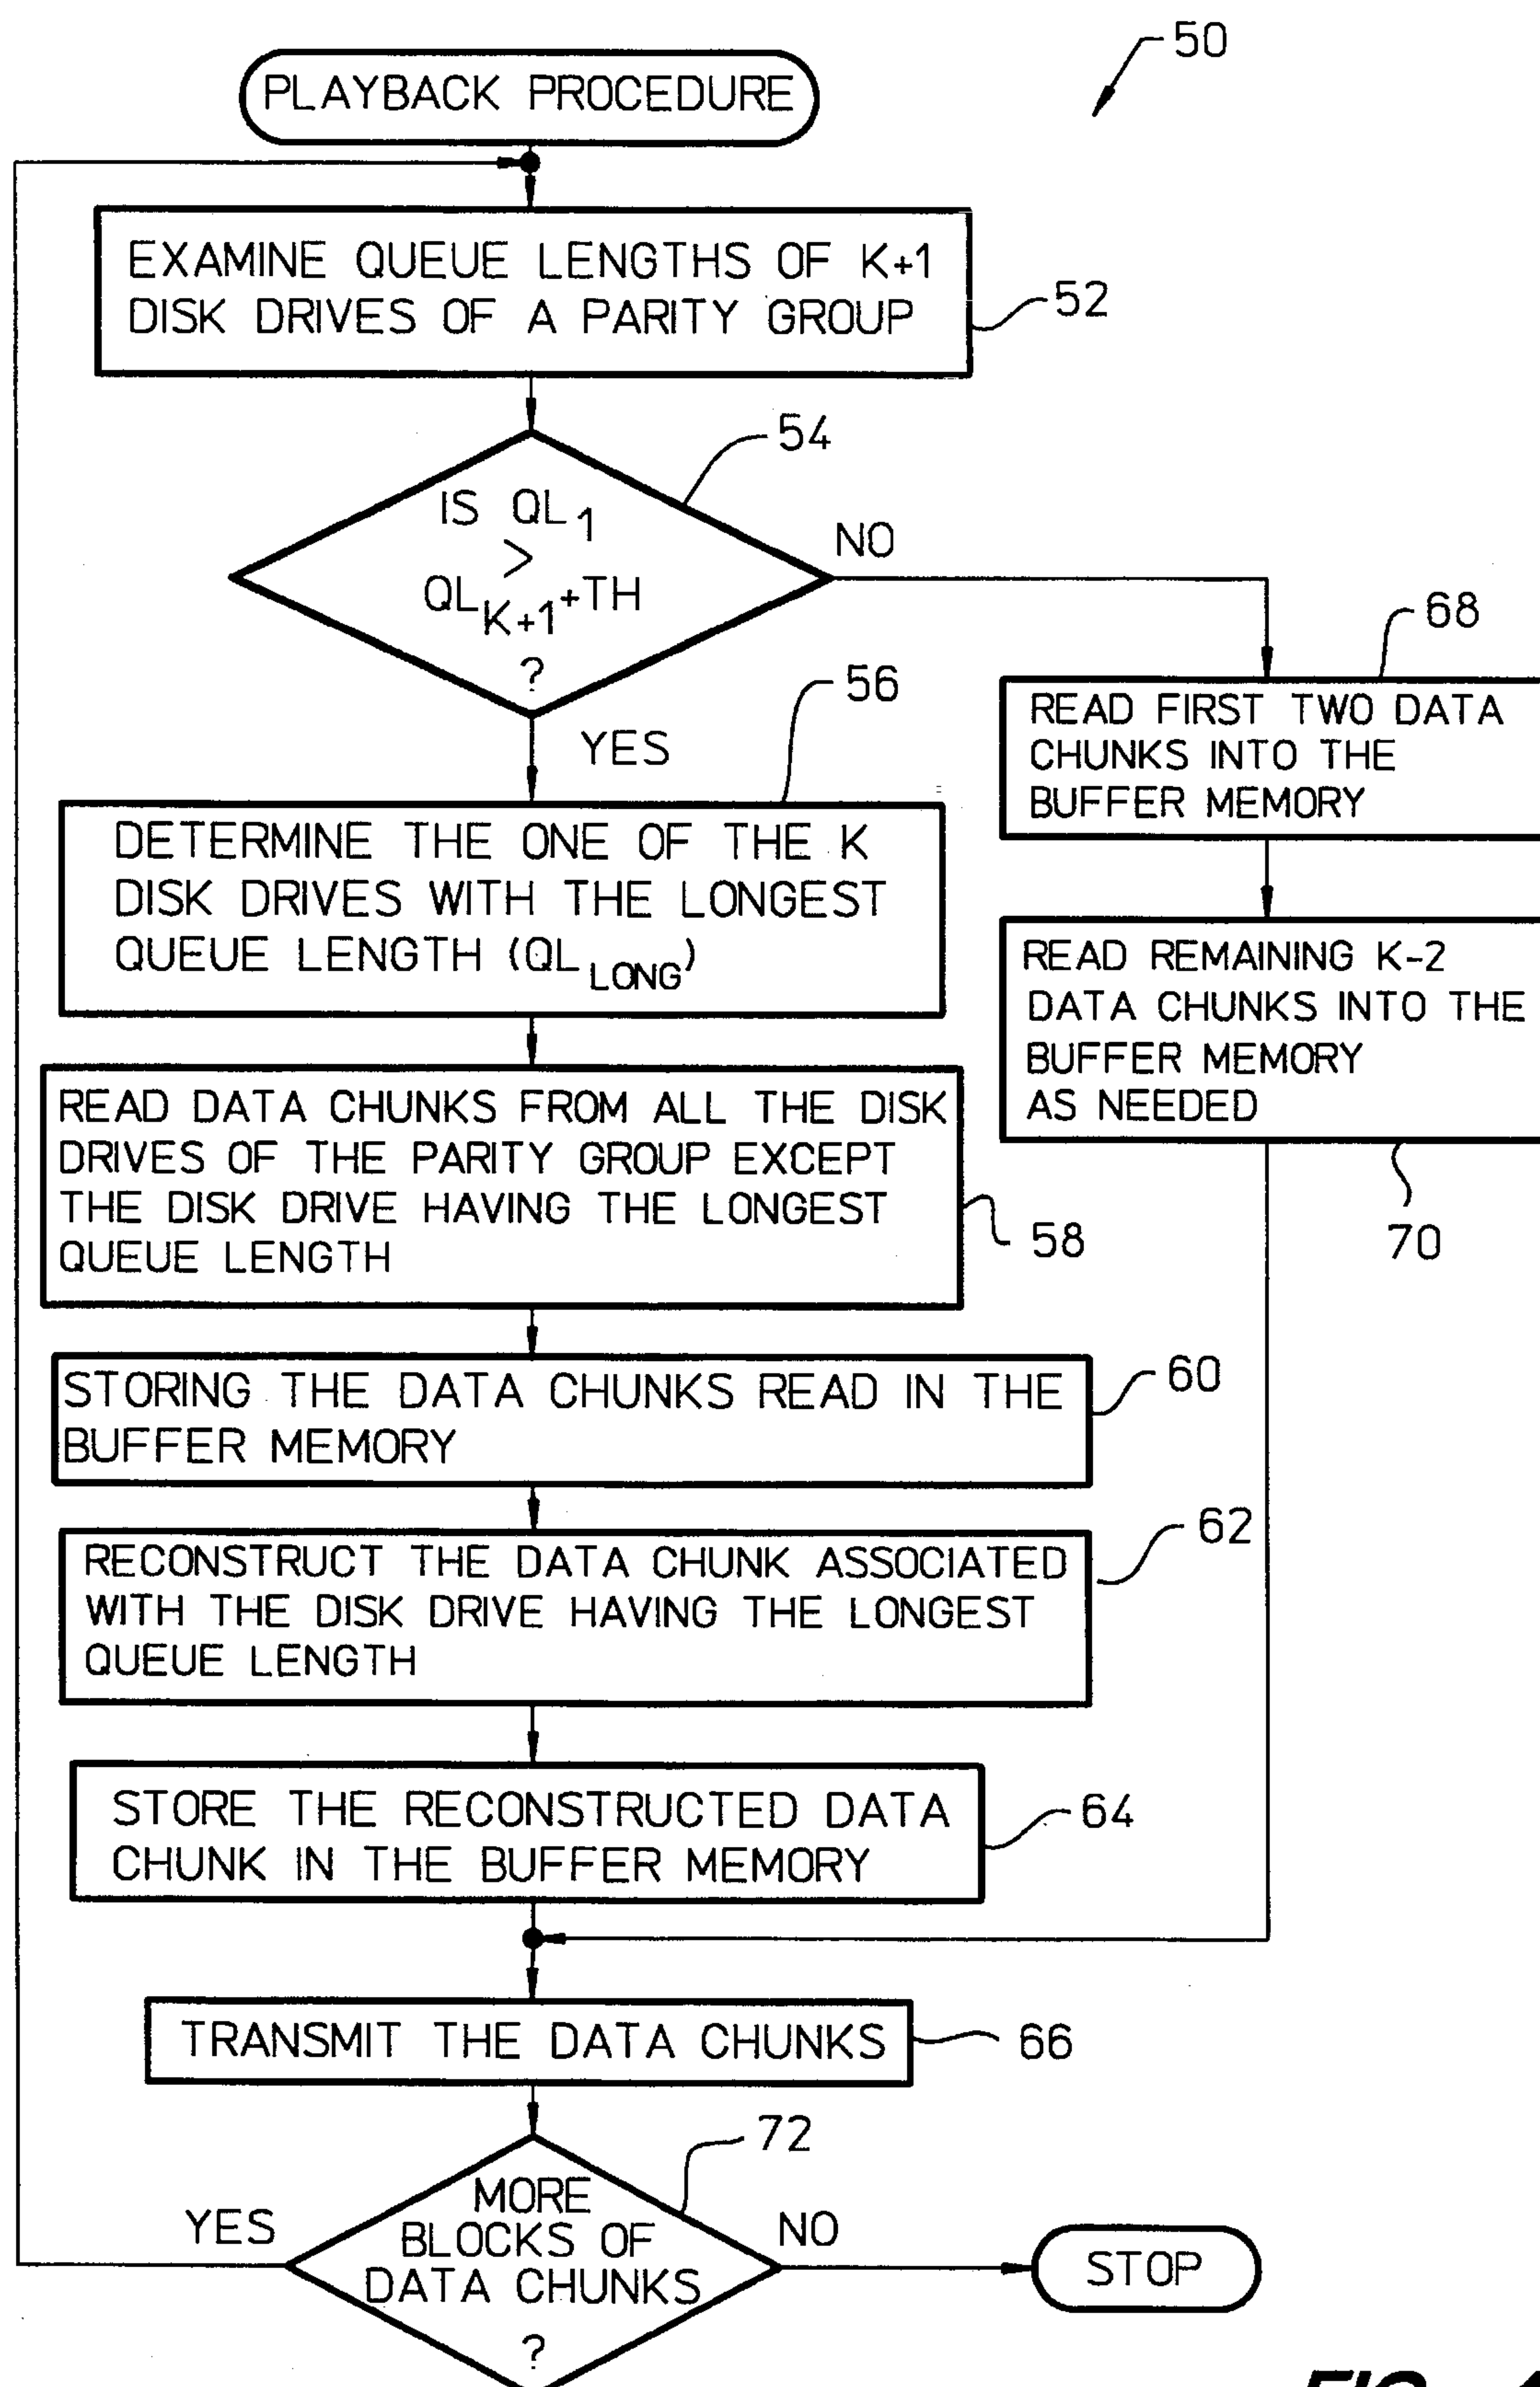 50
PLAYBACK PROCEDURE
EXAMINE QUEUE LENGTHS OF K+1
DISK DRIVES OF A PARITY GROUP
52
54
IS QL1
>
QLK+1+TH
?
NO
YES
68
READ FIRST TWO DATA
CHUNKS INTO THE
BUFFER MEMORY
56
DETERMINE THE ONE OF THE K
DISK DRIVES WITH THE LONGEST
QUEUE LENGTH (QLLONG)
READ REMAINING K-2
DATA CHUNKS INTO THE
BUFFER MEMORY
AS NEEDED
70
READ DATA CHUNKS FROM ALL THE DISK
DRIVES OF THE PARITY GROUP EXCEPT
THE DISK DRIVE HAVING THE LONGEST
QUEUE LENGTH
58
STORING THE DATA CHUNKS READ IN THE
BUFFER MEMORY
60
RECONSTRUCT THE DATA CHUNK ASSOCIATED
WITH THE DISK DRIVE HAVING THE LONGEST
QUEUE LENGTH
62
STORE THE RECONSTRUCTED DATA
CHUNK IN THE BUFFER MEMORY
64
TRANSMIT THE DATA CHUNKS
66
72
MORE
BLOCKS OF
DATA CHUNKS
?
YES
NO
STOP